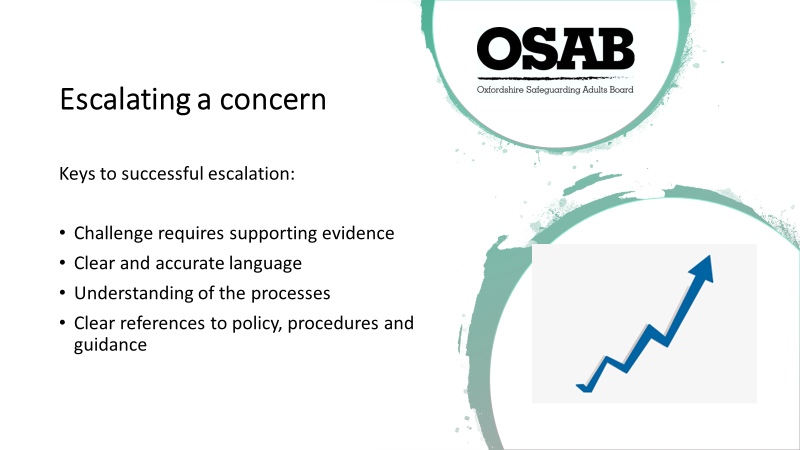 OSAB
Oxfordshire Safeguarding Adults Board
Escalating a concern
Keys to successful escalation:
• Challenge requires supporting evidence
• Clear and accurate language
• Understanding of the processes
• Clear references to policy, procedures and
guidance